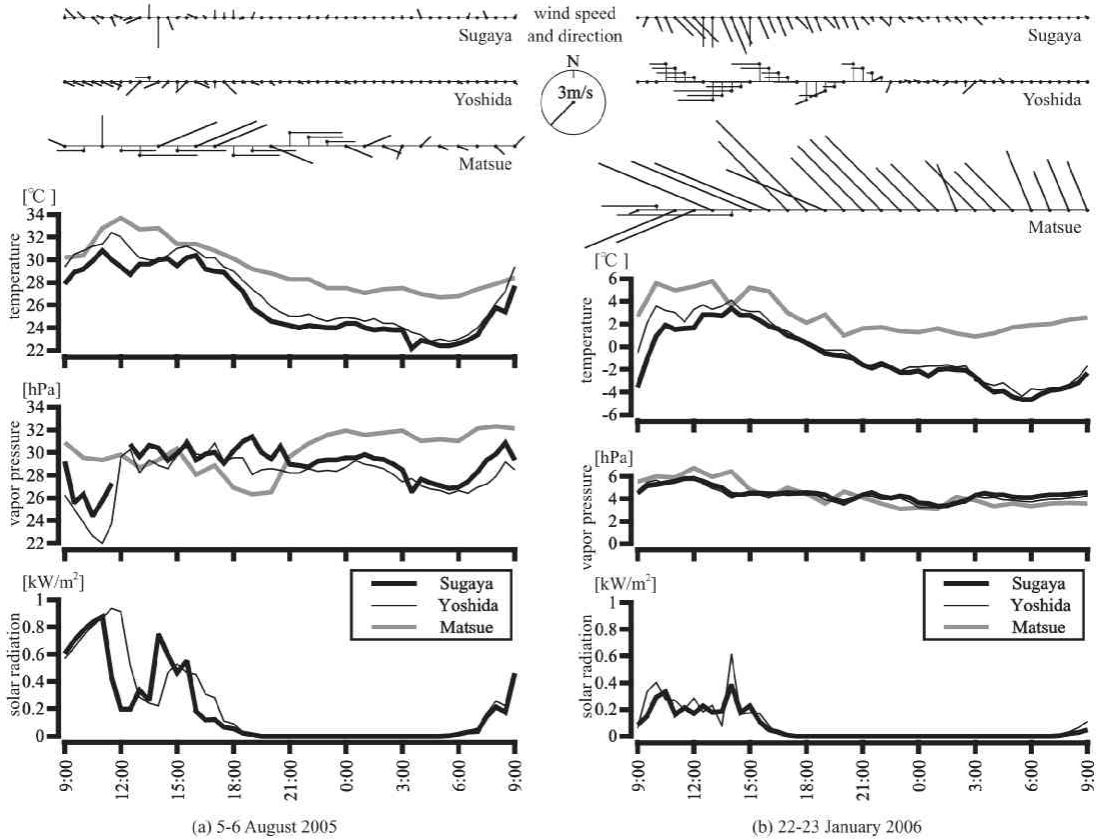 Sugaya
Yoshida
Matsue
wind speed
and direction
N
3m/s
Sugaya
Yoshida
Matsue
[℃]
34
32
30
28
26
24
22
temperature
[℃]
6
4
2
0
-2
-4
-6
temperature
[hPa]
34
32
30
28
26
24
22
vapor pressure
[hPa]
6
4
2
0
vapor pressure
[kW/m²]
1
0.8
0.6
0.4
0.2
0
solar radiation
Sugaya
Yoshida
Matsue
[kW/m²]
1
0.8
0.6
0.4
0.2
0
solar radiation
Sugaya
Yoshida
Matsue
9:00 12:00 15:00 18:00 21:00 0:00 3:00 6:00 9:00
9:00 12:00 15:00 18:00 21:00 0:00 3:00 6:00 9:00
(a) 5-6 August 2005
(b) 22-23 January 2006